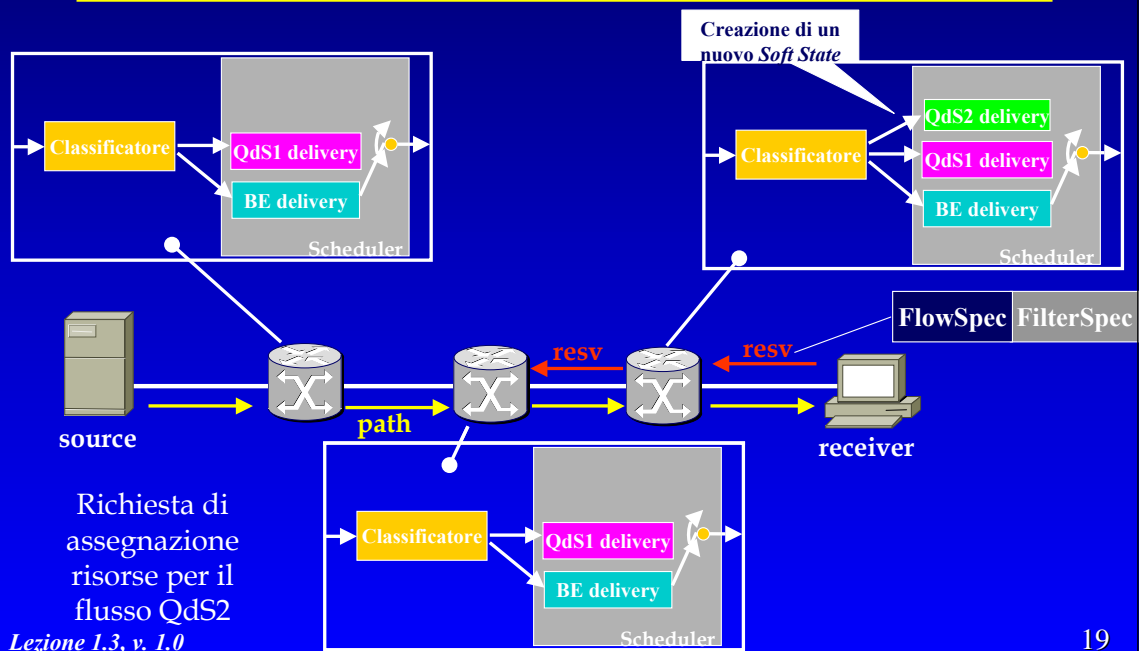 Creazione di un
nuovo Soft State
Classificatore
QdS1 delivery
BE delivery
Scheduler
Classificatore
QdS2 delivery
QdS1 delivery
BE delivery
Scheduler
FlowSpec
FilterSpec
resv
resv
path
source
receiver
Classificatore
QdS1 delivery
BE delivery
Scheduler
Richiesta di
assegnazione
risorse per il
flusso QdS2
Lezione 1.3, v. 1.0
19